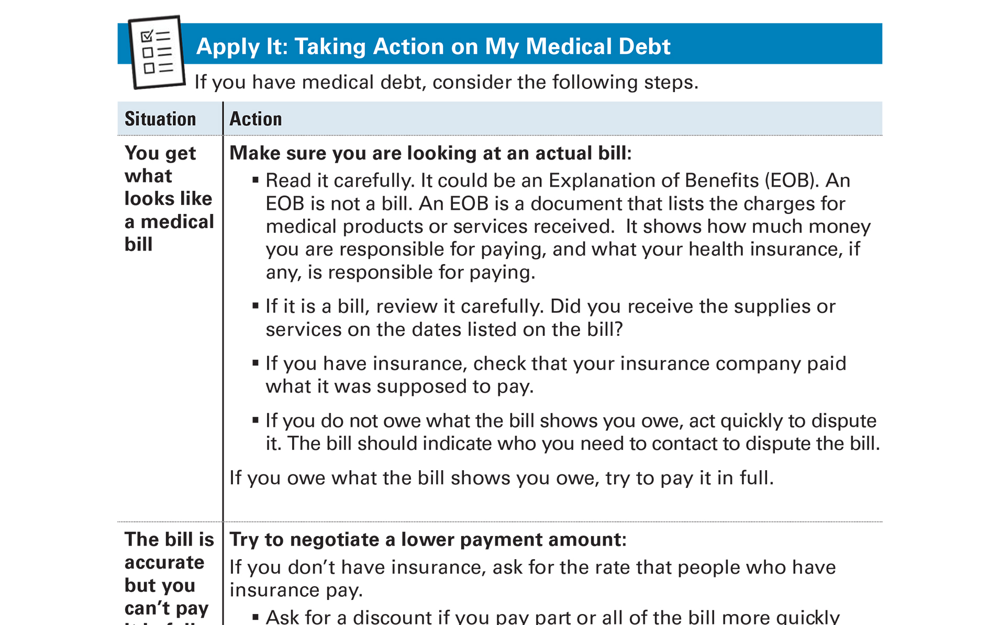 Apply It: Taking Action on My Medical Debt
If you have medical debt, consider the following steps.
Situation
Action
You get
what
looks like
a medical
bill
Make sure you are looking at an actual bill:
▪ Read it carefully. It could be an Explanation of Benefits (EOB). An
EOB is not a bill. An EOB is a document that lists the charges for
medical products or services received.  It shows how much money
you are responsible for paying, and what your health insurance, if
any, is responsible for paying.
▪ If it is a bill, review it carefully. Did you receive the supplies or
services on the dates listed on the bill?
▪ If you have insurance, check that your insurance company paid
what it was supposed to pay.
▪ If you do not owe what the bill shows you owe, act quickly to dispute
it. The bill should indicate who you need to contact to dispute the bill.
If you owe what the bill shows you owe, try to pay it in full.
The bill is
accurate
but you
can’t pay
Try to negotiate a lower payment amount:
If you don’t have insurance, ask for the rate that people who have
insurance pay.
▪ Ask for a discount if you pay part or all of the bill more quickly